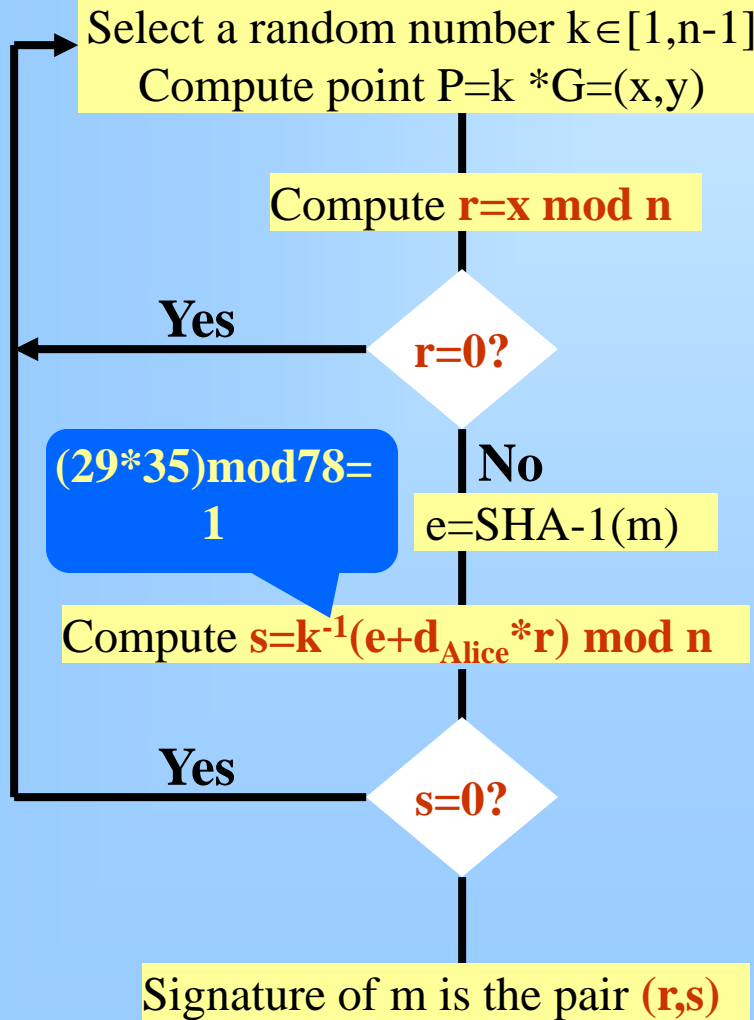 Select a random number k∈[1,n-1]
Compute point P=k *G=(x,y)
Compute r=x mod n
Yes
r=0?
(29*35)mod78=
1
No
e=SHA-1(m)
Compute s=k⁻¹(e+d_Alice*r) mod n
Yes
s=0?
Signature of m is the pair (r,s)